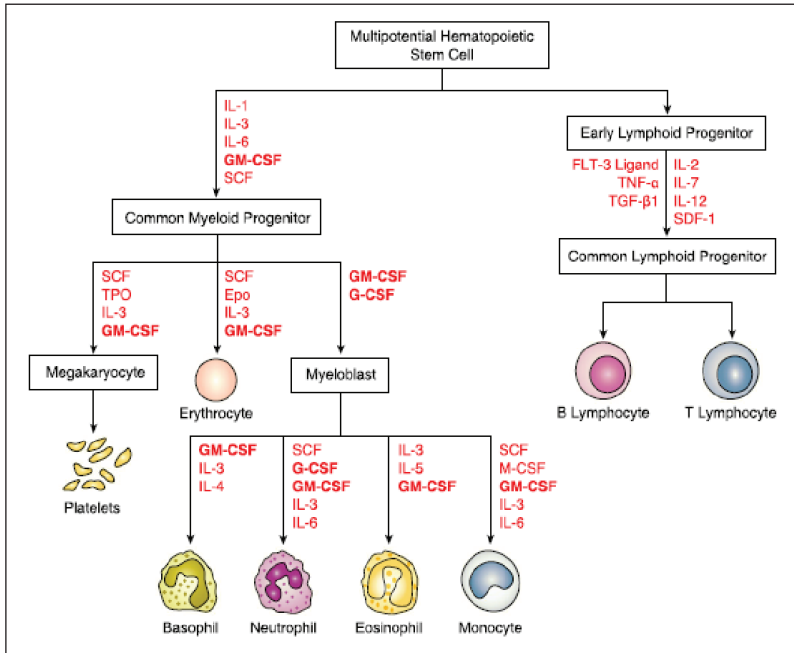 Multipotential Hematopoietic
Stem Cell
IL-1
IL-3
IL-6
GM-CSF
SCF
Early Lymphoid Progenitor
FLT-3 Ligand
TNF-α
TGF-β1
IL-2
IL-7
IL-12
SDF-1
Common Myeloid Progenitor
Common Lymphoid Progenitor
SCF
TPO
IL-3
GM-CSF
SCF
Epo
IL-3
GM-CSF
GM-CSF
G-CSF
Megakaryocyte
Erythrocyte
Myeloblast
B Lymphocyte
T Lymphocyte
Platelets
GM-CSF
IL-3
IL-4
SCF
G-CSF
GM-CSF
IL-3
IL-6
IL-3
IL-5
GM-CSF
SCF
M-CSF
GM-CSF
IL-3
IL-6
Basophil
Neutrophil
Eosinophil
Monocyte